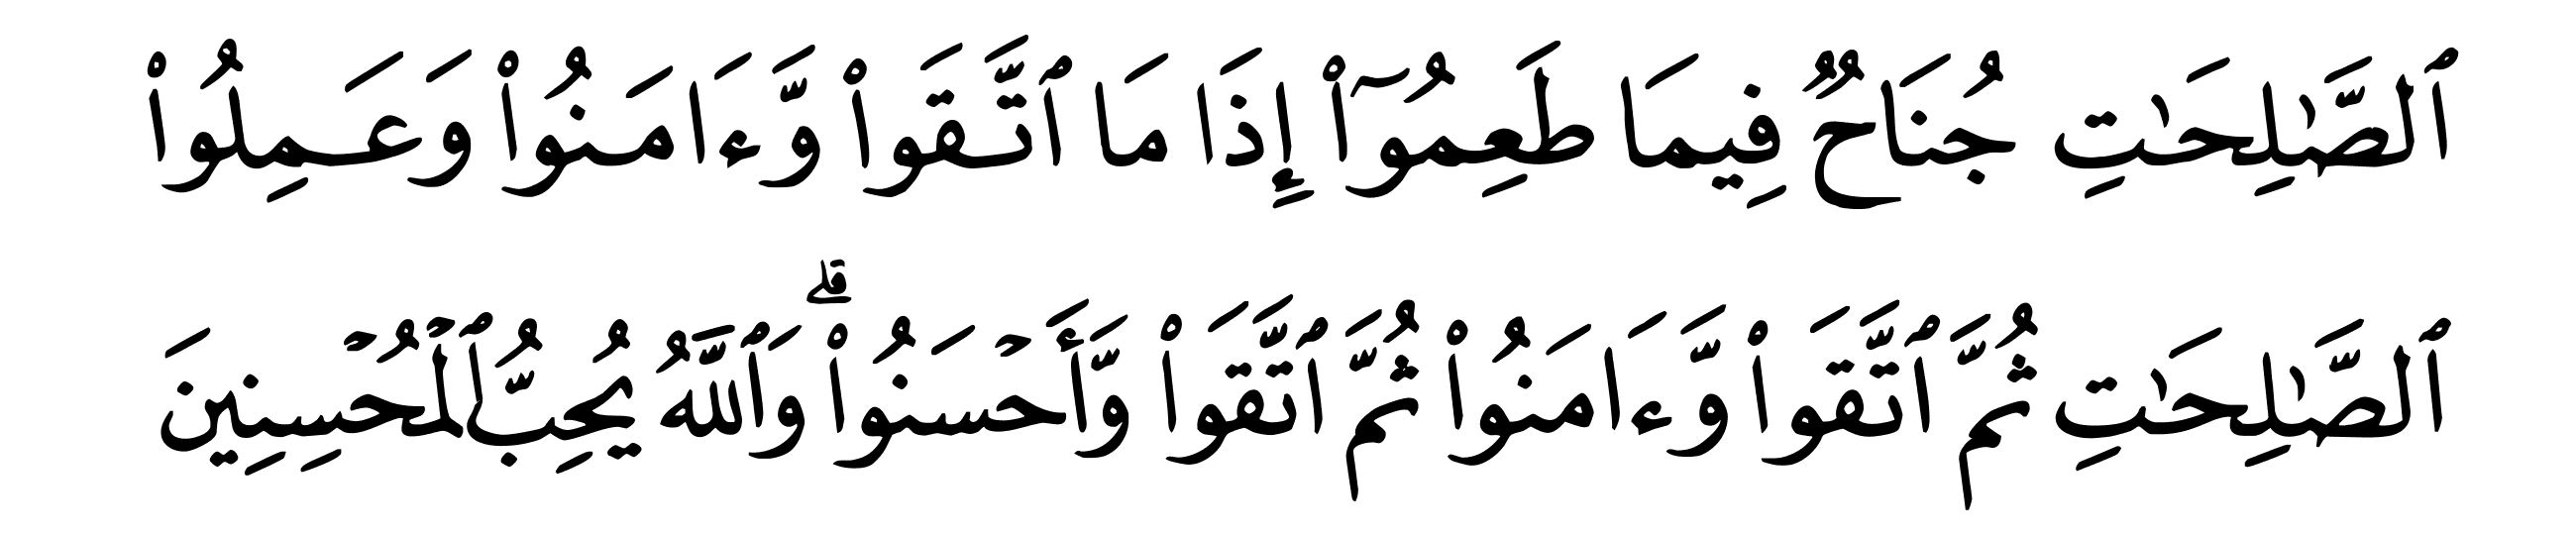 ٱلصَّـٰلِحَـٰتِ جُنَاحٌ فِيمَا طَعِمُوٓا۟ إِذَا مَا ٱتَّقَوا۟ وَّءَامَنُوا۟ وَعَمِلُوا۟
ٱلصَّـٰلِحَـٰتِ ثُمَّ ٱتَّقَوا۟ وَّءَامَنُوا۟ ثُمَّ ٱتَّقَوا۟ وَّأَحْسَنُوا۟ ۗ وَٱللَّهُ يُحِبُّ ٱلْمُحْسِنِينَ